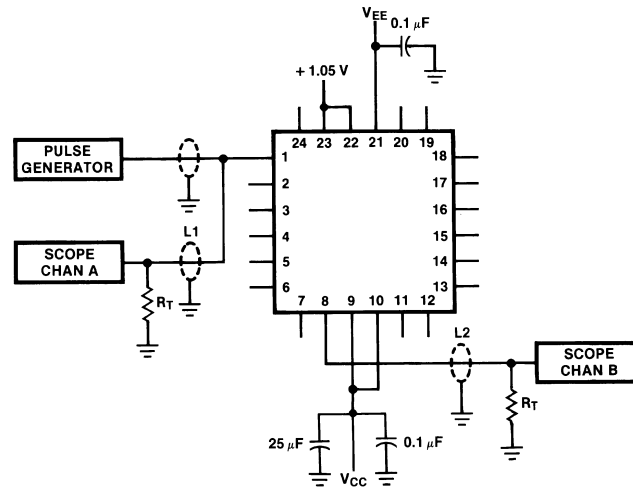 VEE
0.1 μF
+ 1.05 V
24 23 22 21 20 19
PULSE
GENERATOR
1
2
3
4
5
6
18
17
16
15
14
13
L1
SCOPE
CHAN A
RT
7 8 9 10 11 12
L2
SCOPE
CHAN B
RT
25 μF
0.1 μF
VCC